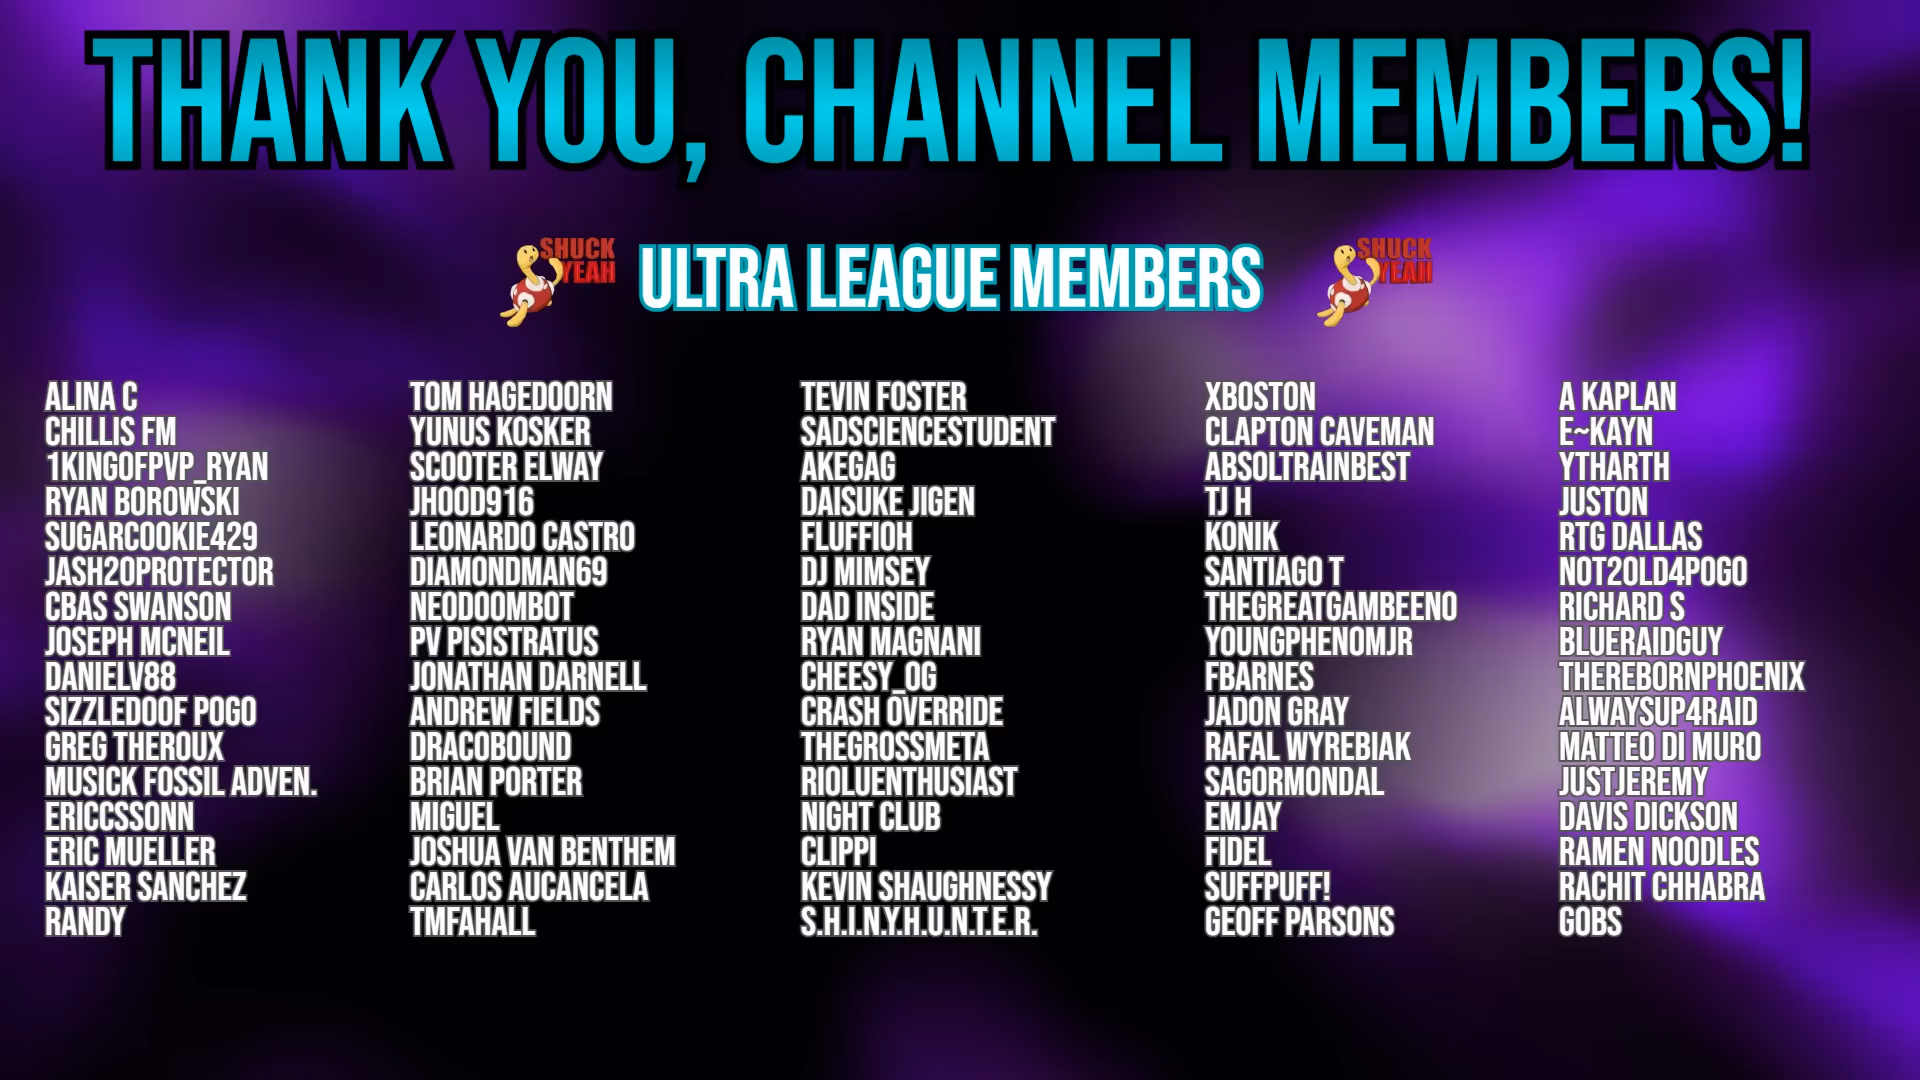 THANK YOU, CHANNEL MEMBERS!
SHUCK YEAH
ULTRA LEAGUE MEMBERS
SHUCK YEAH
ALINA C
CHILLIS FM
1KINGOFPVP_RYAN
RYAN BOROWSKI
SUGARCOOKIE429
JASH20PROTECTOR
CBAS SWANSON
JOSEPH MCNEIL
DANIELV88
SIZZLEDOOF POGO
GREG THEROUX
MUSICK FOSSIL ADVEN.
ERICCSSONN
ERIC MUELLER
KAISER SANCHEZ
RANDY
TOM HAGEDOORN
YUNUS KOSKER
SCOOTER ELWAY
JHOOD916
LEONARDO CASTRO
DIAMONDMAN69
NEODOOMBOT
PV PISISTRATUS
JONATHAN DARNELL
ANDREW FIELDS
DRACOBOUND
BRIAN PORTER
MIGUEL
JOSHUA VAN BENTHEM
CARLOS AUCANCELA
TMFAHALL
TEVIN FOSTER
SADSCIENCESTUDENT
AKEGAG
DAISUKE JIGEN
FLUFFIOH
DJ MIMSEY
DAD INSIDE
RYAN MAGNANI
CHEESY_OG
CRASH OVERRIDE
THEGROSSMETA
RIOLUENTHUSIAST
NIGHT CLUB
CLIPPI
KEVIN SHAUGHNESSY
S.H.I.N.Y.H.U.N.T.E.R.
XBOSTON
CLAPTON CAVEMAN
ABSOLTRAINBEST
TJ H
KONIK
SANTIAGO T
THEGREATGAMBEENO
YOUNGPHENOMJR
FBARNES
JADON GRAY
RAFAL WYREBIAK
SAGORMONDAL
EMJAY
FIDEL
SUFFPUFF!
GEOFF PARSONS
A KAPLAN
E~KAYN
YTHARTH
JUSTON
RTG DALLAS
NOT2OLD4POGO
RICHARD S
BLUERAIDGUY
THEREBORNPHOENIX
ALWAYSUP4RAID
MATTEO DI MURO
JUSTJEREMY
DAVIS DICKSON
RAMEN NOODLES
RACHIT CHHABRA
GOBS